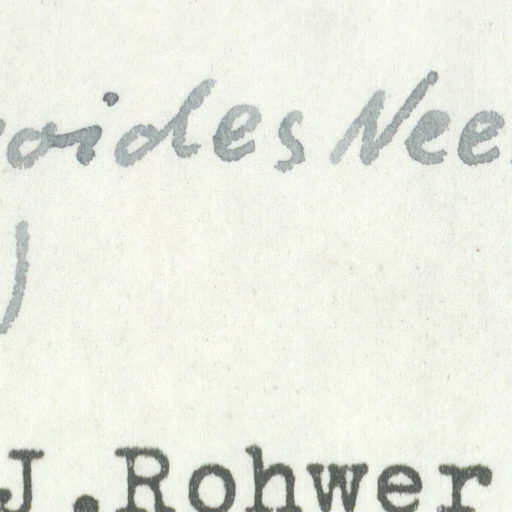 oides Nee
)
J. Rohwer